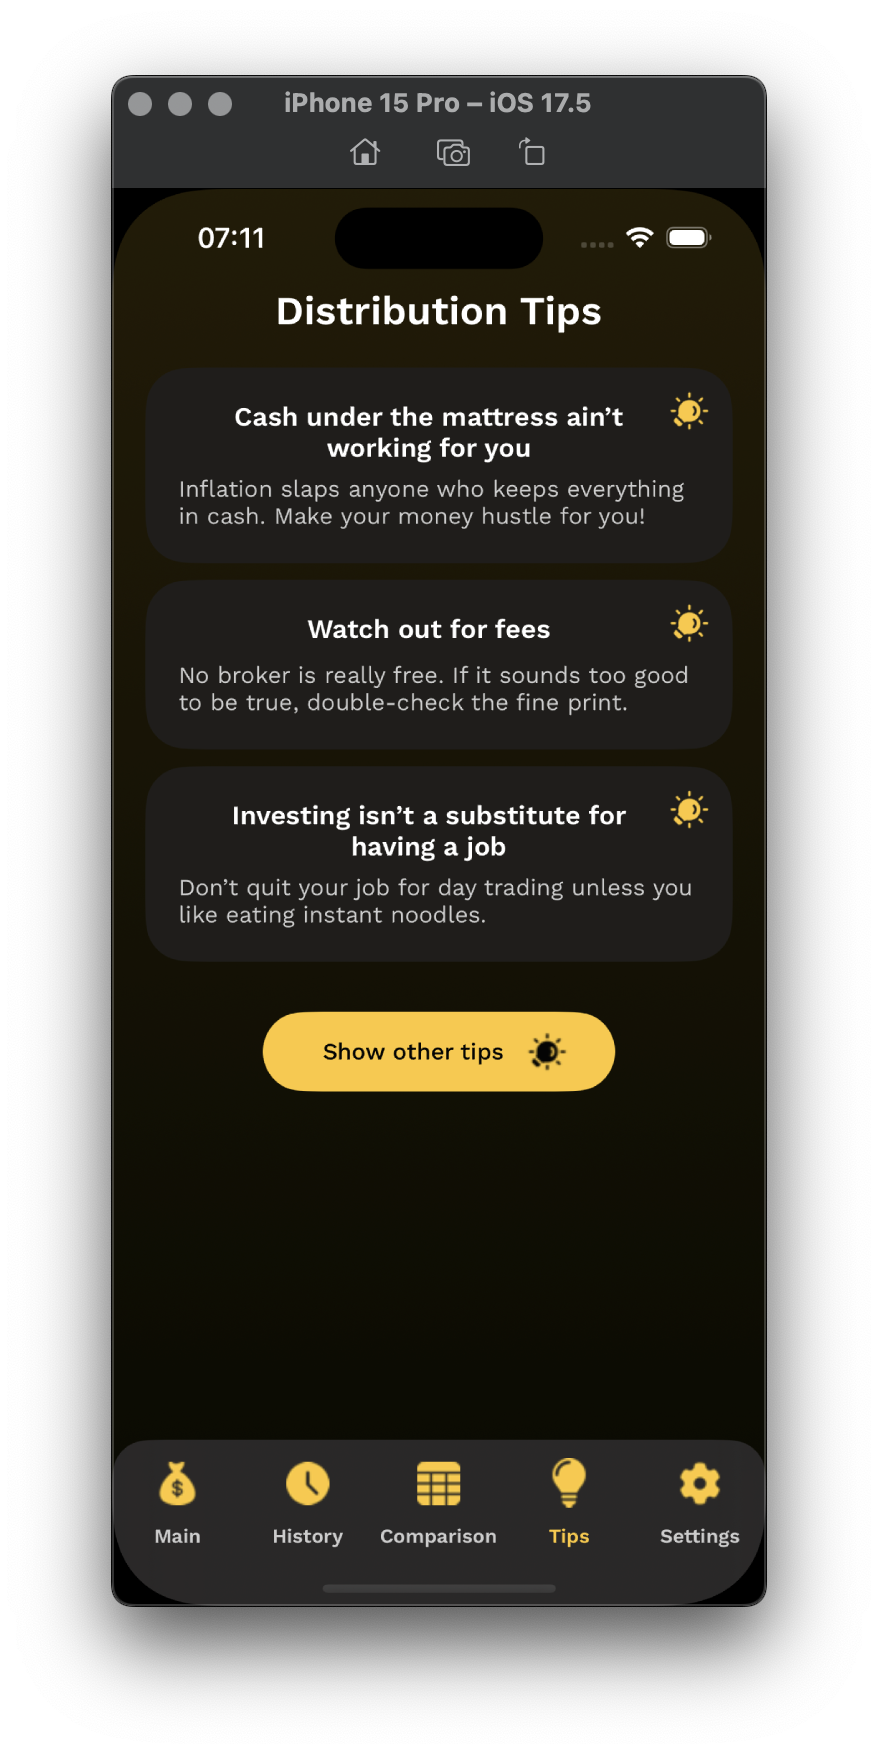 iPhone 15 Pro – iOS 17.5
07:11
Distribution Tips
Cash under the mattress ain’t
working for you
Inflation slaps anyone who keeps everything
in cash. Make your money hustle for you!
Watch out for fees
No broker is really free. If it sounds too good
to be true, double-check the fine print.
Investing isn’t a substitute for
having a job
Don’t quit your job for day trading unless you
like eating instant noodles.
Show other tips
Main
History
Comparison
Tips
Settings